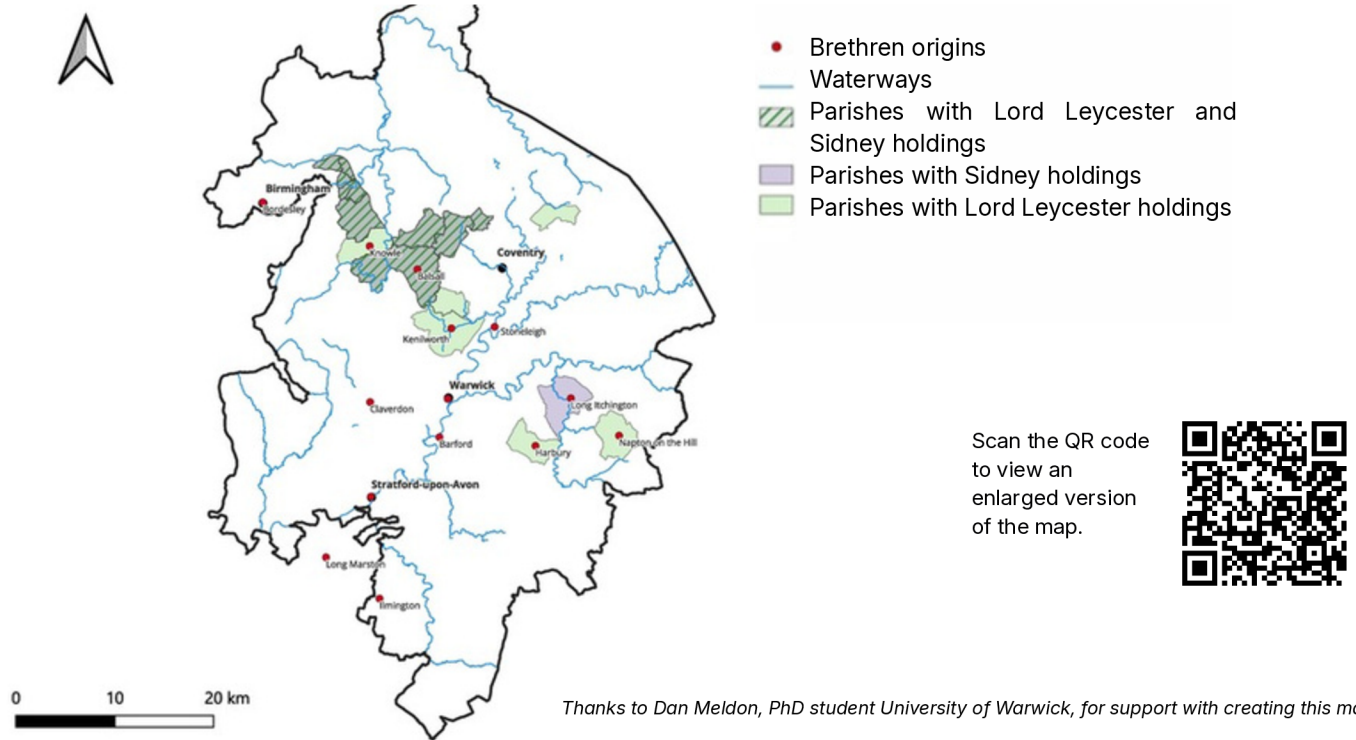 Brethren origins
Waterways
Parishes with Lord Leycester and
Sidney holdings
Parishes with Sidney holdings
Parishes with Lord Leycester holdings
Birmingham
Bordesley
Knowle
Balsall
Coventry
Kenilworth
Stoneleigh
Warwick
Claverdon
Long Itchington
Barford
Harbury
Napton on the Hill
Stratford-upon-Avon
Long Marston
Ilmington
Scan the QR code
to view an
enlarged version
of the map.
0 10 20 km
Thanks to Dan Meldon, PhD student University of Warwick, for support with creating this